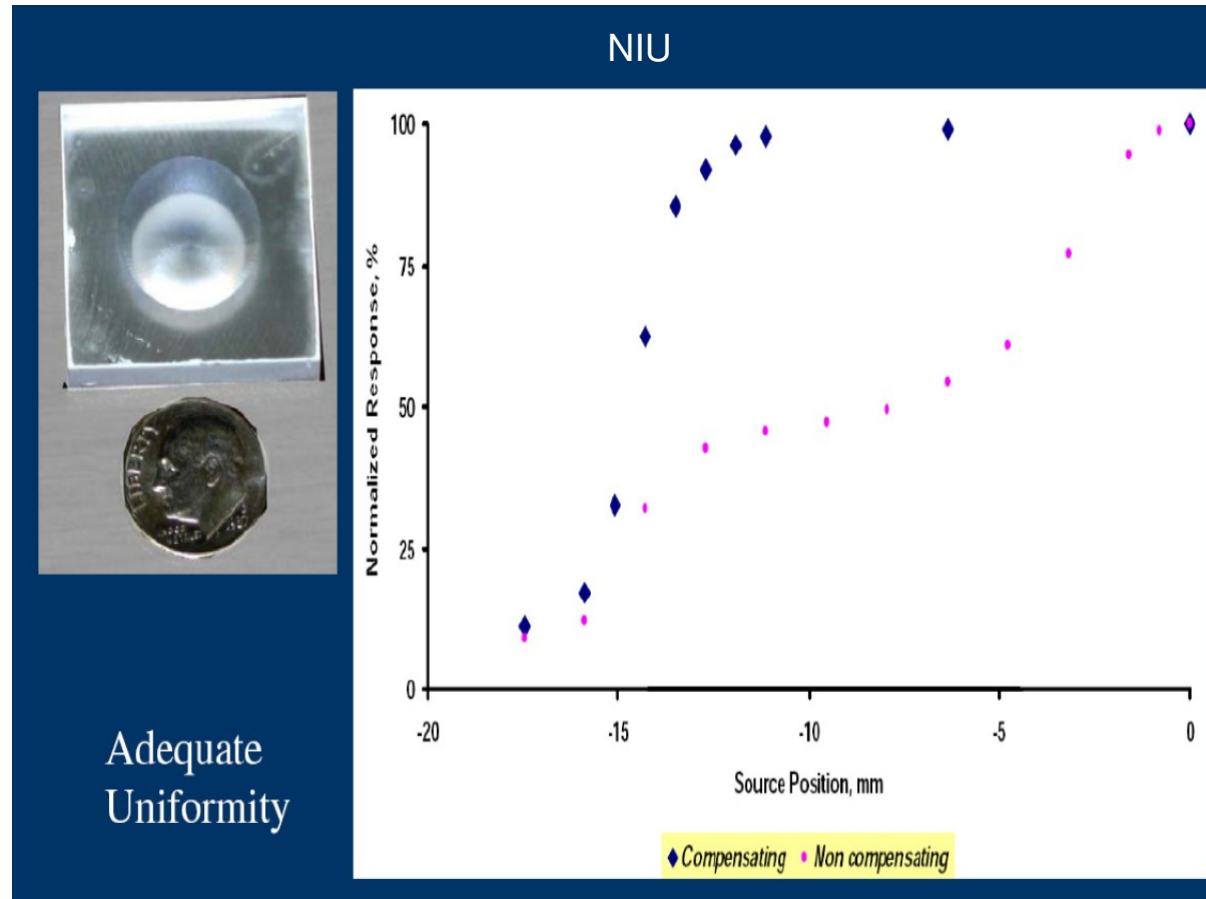 NIU
Adequate
Uniformity
LIBERTY
Normalized Response, %
100
75
50
25
0
-20 -15 -10 -5 0
Source Position, mm
Compensating Non compensating